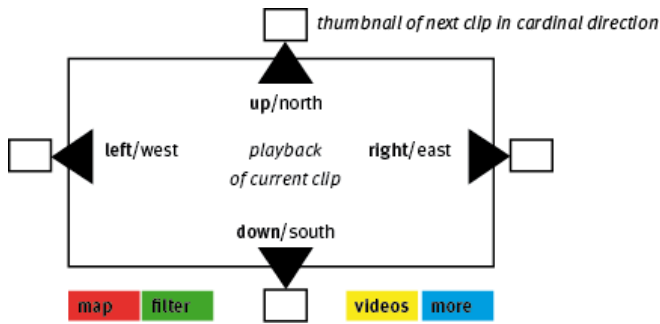 thumbnail of next clip in cardinal direction
up/north
left/west
playback
of current clip
right/east
down/south
map
filter
videos
more